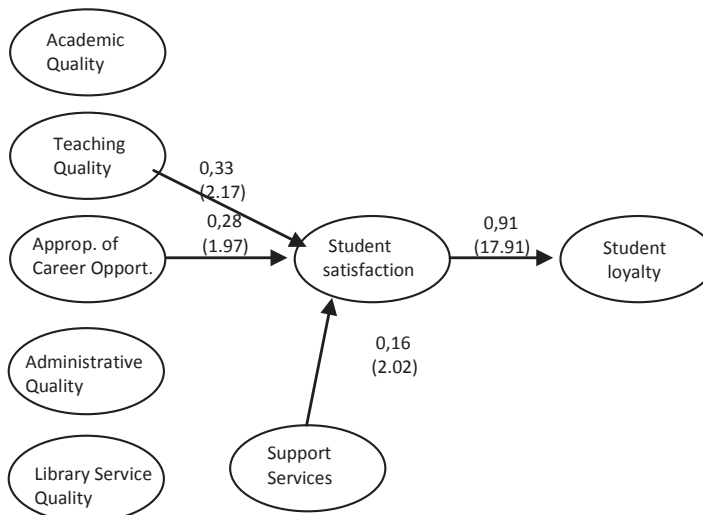 Academic
Quality
Teaching
Quality
0,33
(2.17)
0,28
(1.97)
Approp. of
Career Opport.
Student
satisfaction
0,91
(17.91)
Student
loyalty
0,16
(2.02)
Administrative
Quality
Support
Services
Library Service
Quality